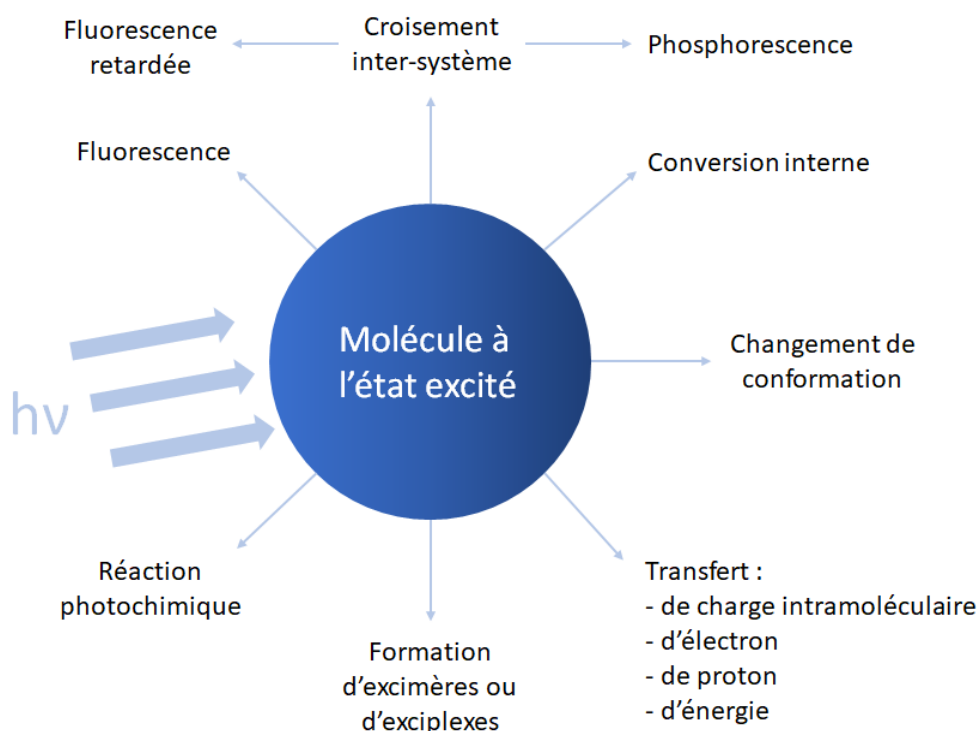 Fluorescence
retardée
Croisement
inter-système
Phosphorescence
Fluorescence
Conversion interne
Molécule à
l'état excité
Changement de
conformation
hν
Réaction
photochimique
Formation
d'excimères ou
d'exciplexes
Transfert :
- de charge intramoléculaire
- d'électron
- de proton
- d'énergie